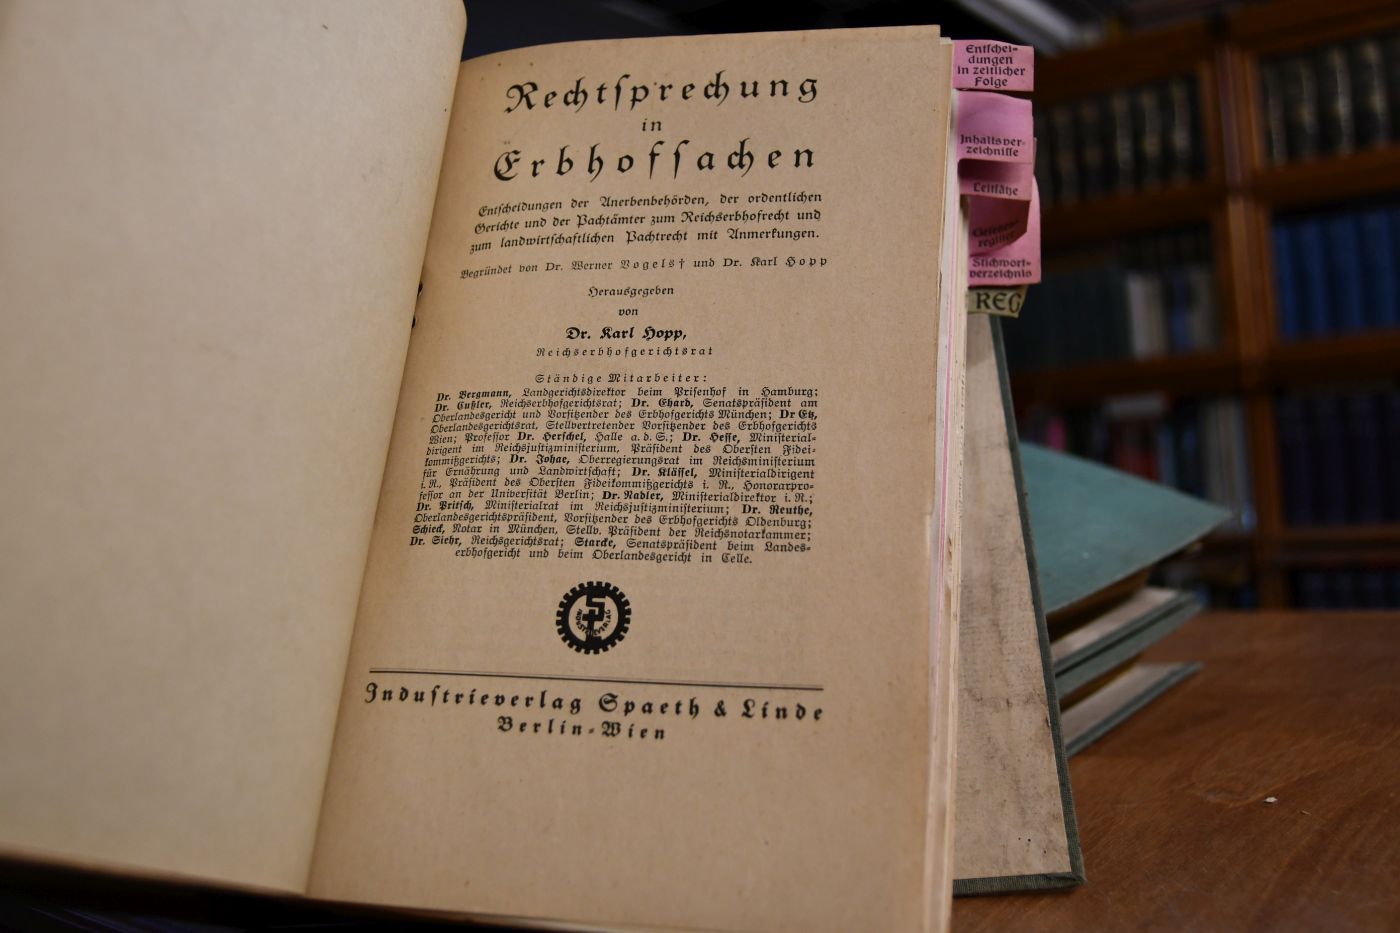 Rechtsprechung
in
Erbhofsachen
Entscheidungen der Anerbenbehörden, der ordentlichen
Gerichte und der Pachtämter zum Reichserbhofrecht und
zum landwirtschaftlichen Pachtrecht mit Anmerkungen.
Begründet von Dr. Werner Vogels† und Dr. Karl Hopp
Herausgegeben
von
Dr. Karl Hopp,
Reichserbhofgerichtsrat
Ständige Mitarbeiter:
Dr. Bergmann, Landgerichtsdirektor beim Prisenhof in Hamburg;
Dr. Cußler, Reichserbhofgerichtsrat; Dr. Ehard, Senatspräsident am
Oberlandesgericht und Vorsitzender des Erbhofgerichts München; Dr Etz,
Oberlandesgerichtsrat, Stellvertretender Vorsitzender des Erbhofgerichts
Wien; Professor Dr. Herschel, Halle a. d. S.; Dr. Hesse, Ministerial-
dirigent im Reichsjustizministerium, Präsident des Obersten Fidei-
kommißgerichts; Dr. Johae, Oberregierungsrat im Reichsministerium
für Ernährung und Landwirtschaft; Dr. Klässel, Ministerialdirigent
i. R., Präsident des Obersten Fideikommißgerichts i. R., Honorarpro-
fessor an der Universität Berlin; Dr. Nadler, Ministerialdirektor i. R.;
Dr. Pritsch, Ministerialrat im Reichsjustizministerium; Dr. Reuthe,
Oberlandesgerichtspräsident, Vorsitzender des Erbhofgerichts Oldenburg;
Schieck, Notar in München, Stellv. Präsident der Reichsnotarkammer;
Dr. Siehr, Reichsgerichtsrat; Starcke, Senatspräsident beim Landes-
erbhofgericht und beim Oberlandesgericht in Celle.
Industrieverlag Spaeth & Linde
Berlin-Wien
Entschei-
dungen
in zeitlicher
Folge
Inhaltsver-
zeichnisse
Leitsätze
Gesetzes-
register
Stichwort-
verzeichnis
REG